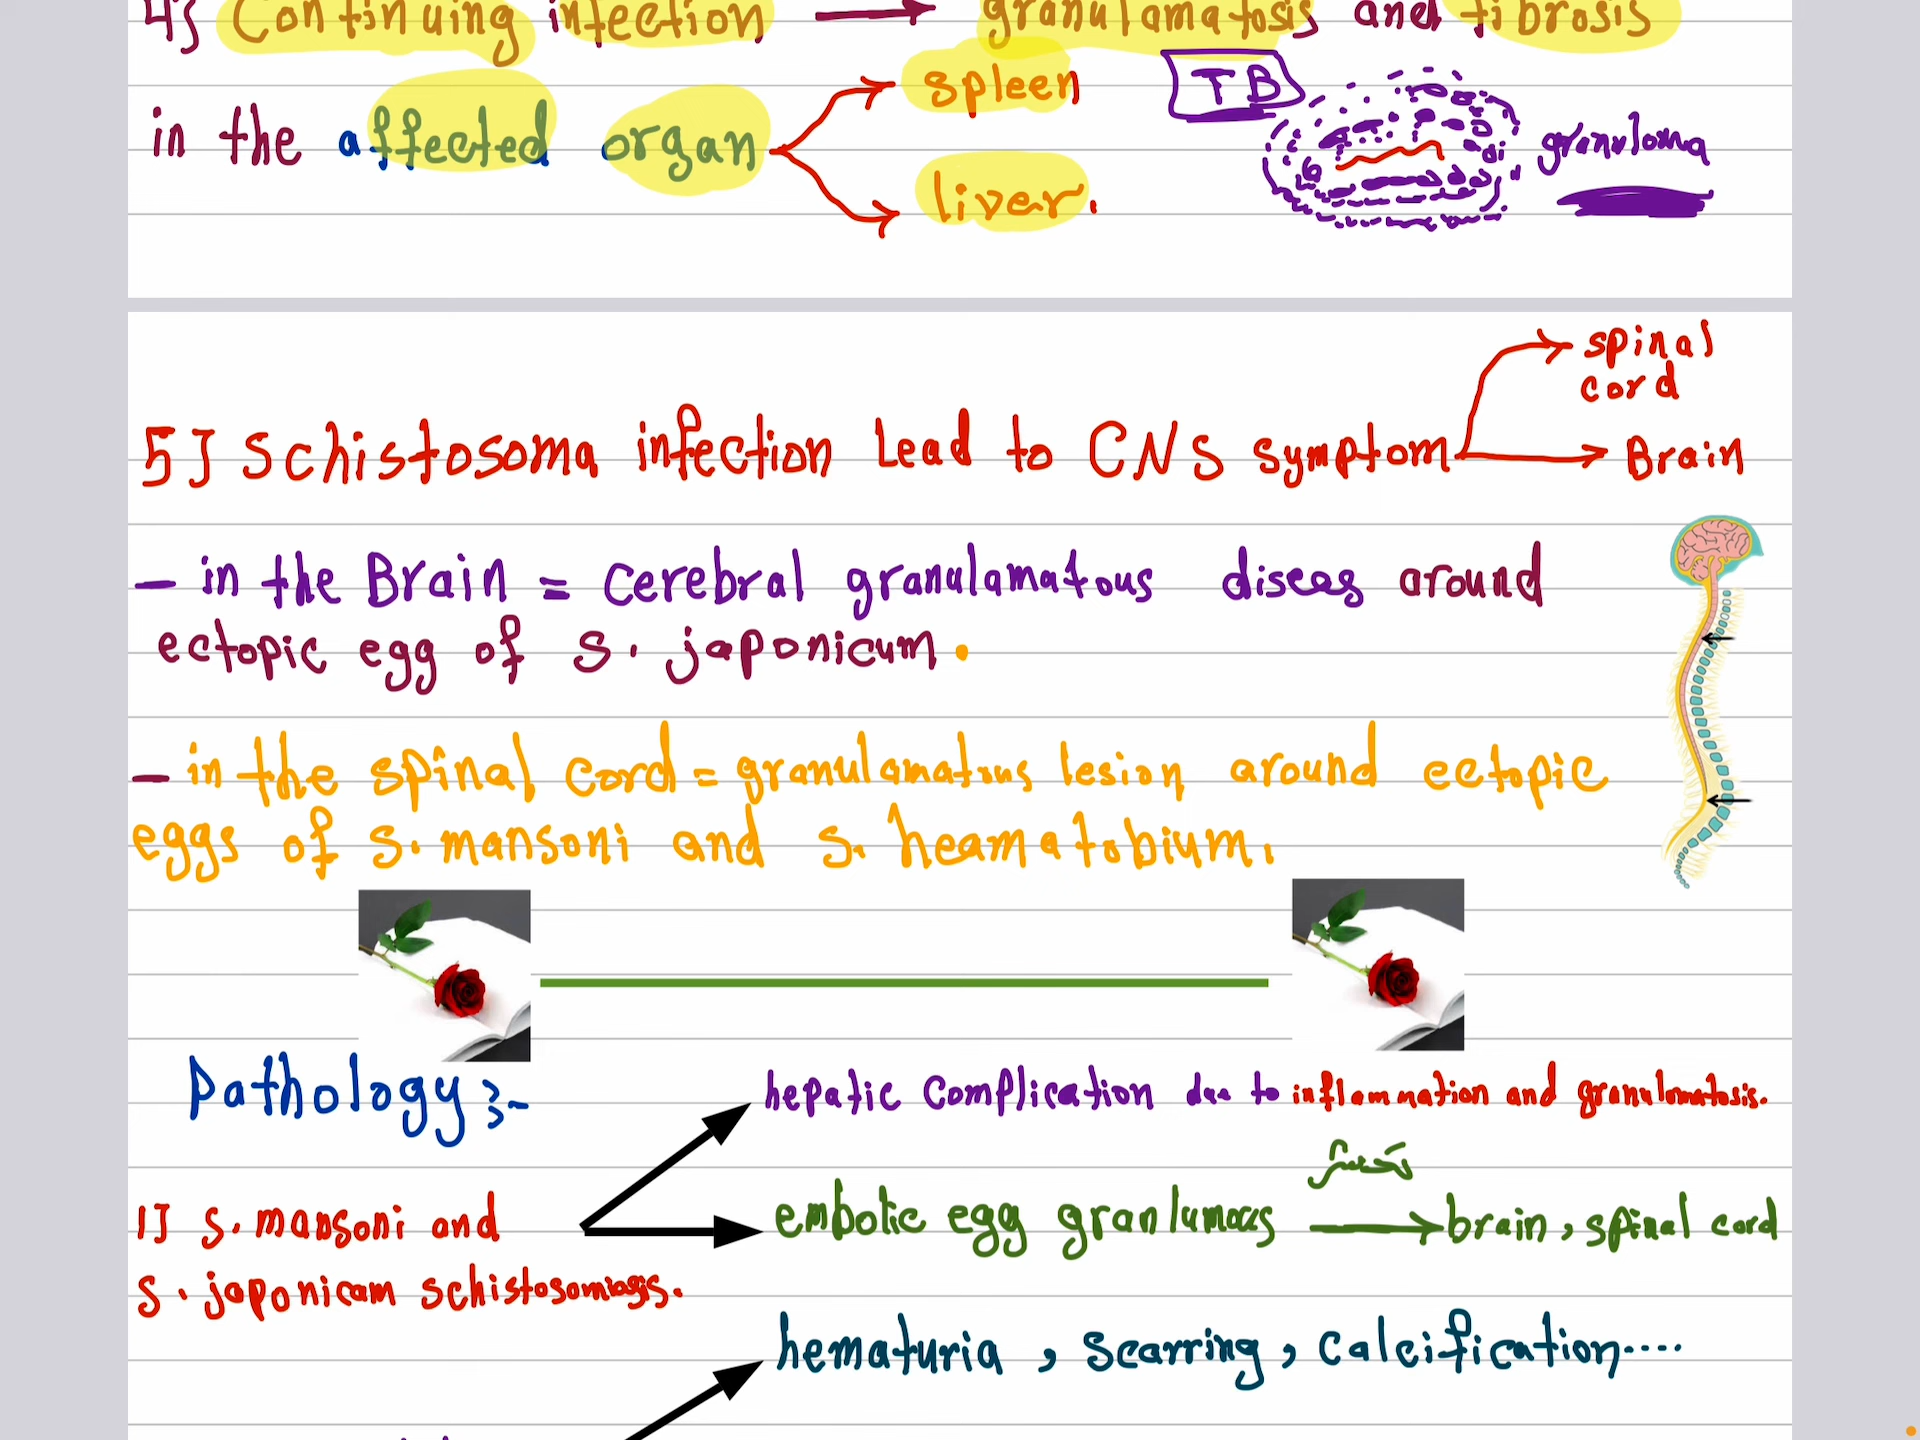 4] Continuing infection → granulamatosis and fibrosis
in the affected organ
spleen
liver.
TB
granuloma
spinal
cord
5] Schistosoma infection Lead to CNS symptom
Brain
– in the Brain = cerebral granulamatous diseas around
ectopic egg of S. japonicum.
– in the spinal cord = granulamatous lesion around ectopic
eggs of S. mansoni and S. heamatobium.
Pathology :-
hepatic complication due to inflammation and granulomatosis.
1] S. mansoni and
S. japonicam schistosomiasis.
embolic egg → brain, spinal cord
hematuria, scarring, calcification....